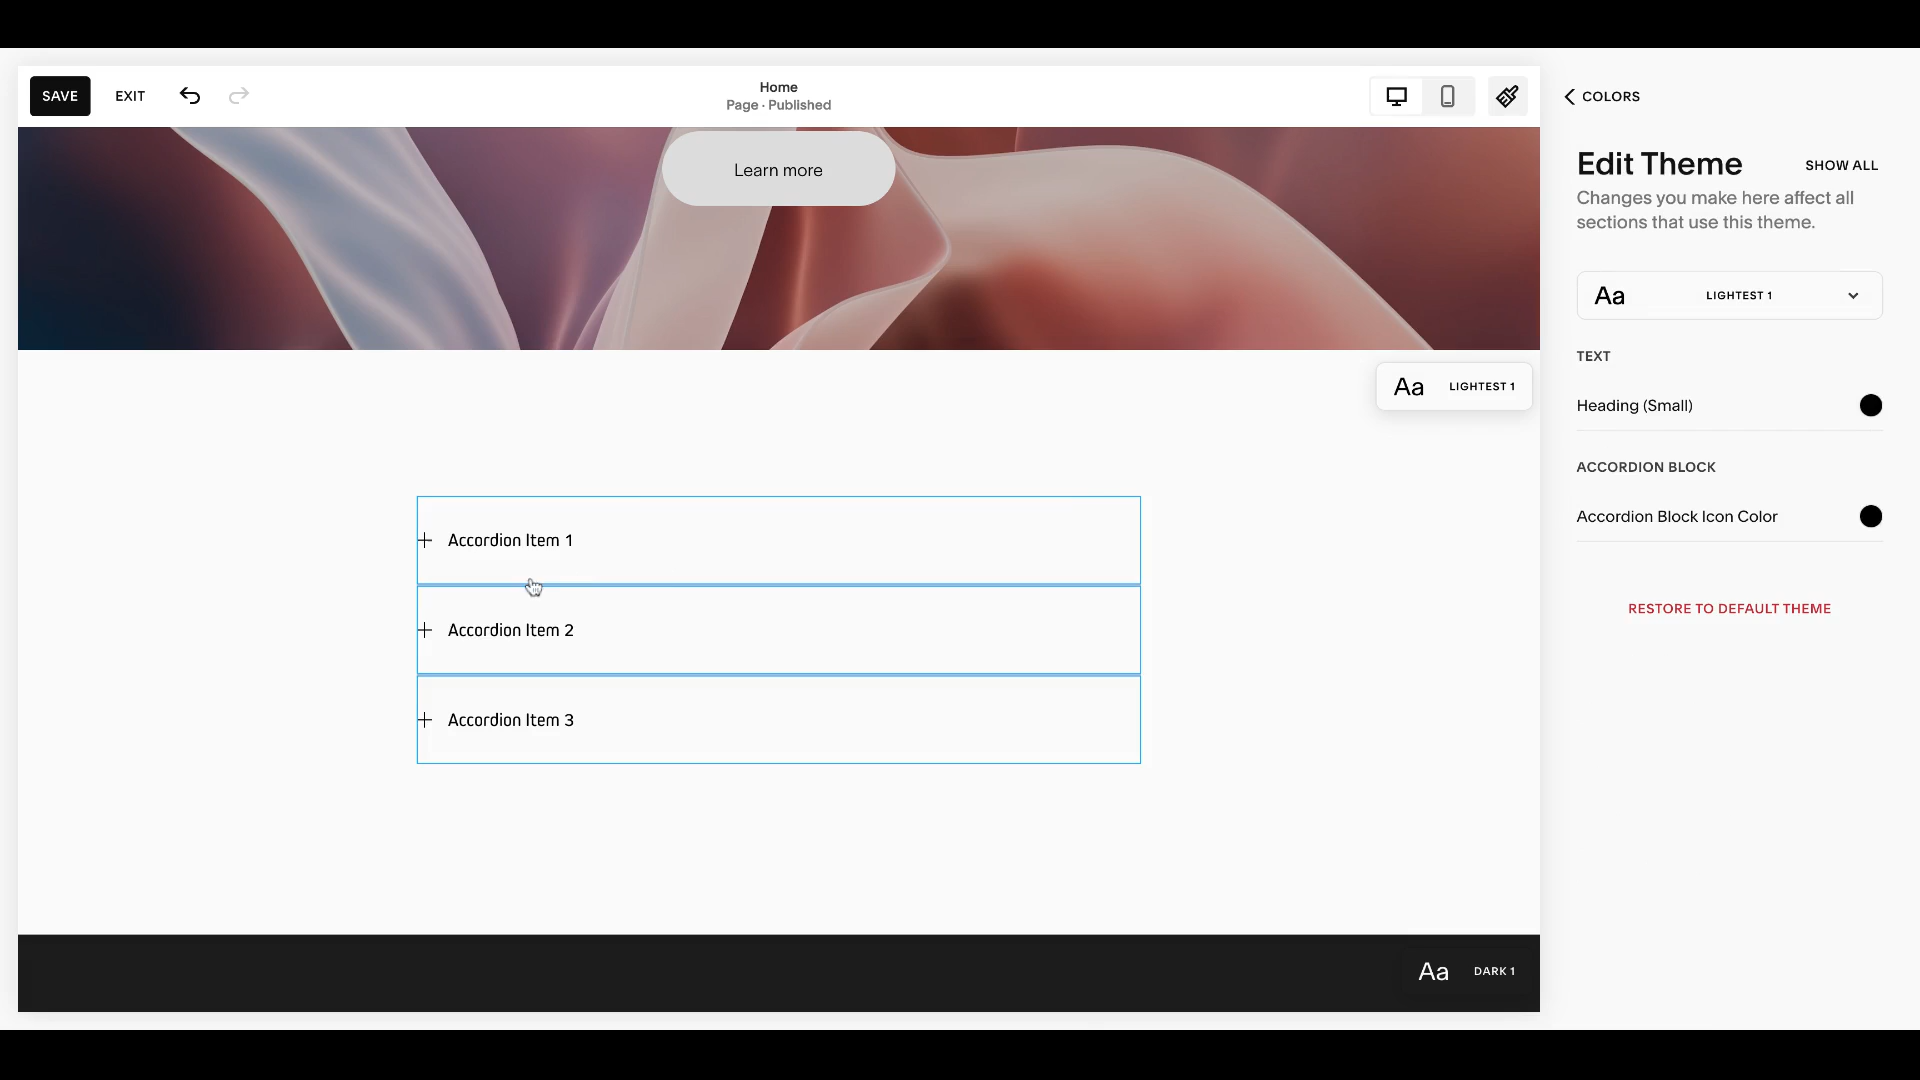 SAVE
EXIT
Home
Page · Published
COLORS
Learn more
Edit Theme
SHOW ALL
Changes you make here affect all
sections that use this theme.
Aa LIGHTEST 1
TEXT
Aa LIGHTEST 1
Heading (Small)
ACCORDION BLOCK
Accordion Block Icon Color
Accordion Item 1
RESTORE TO DEFAULT THEME
Accordion Item 2
Accordion Item 3
Aa DARK 1